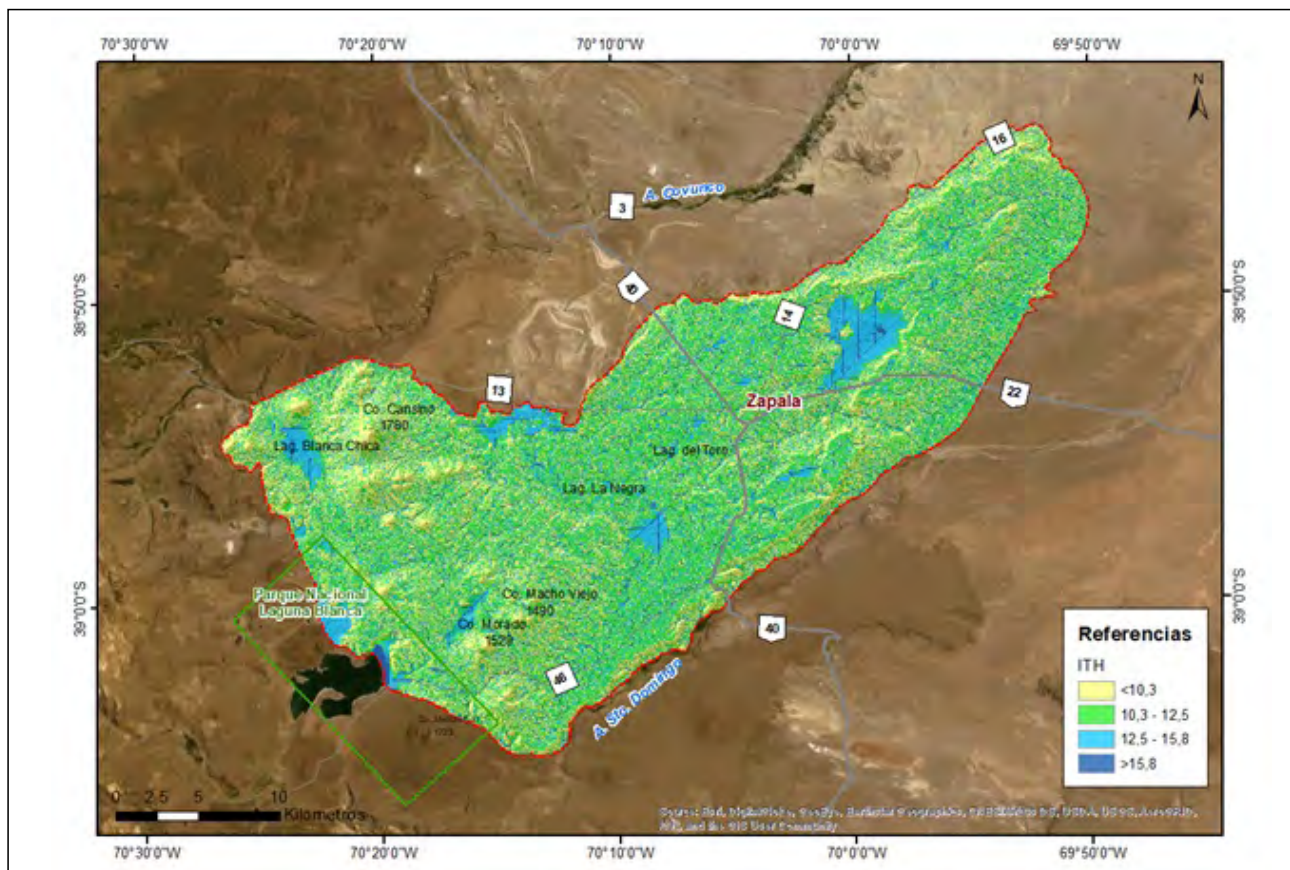 70°30'0"W 70°20'0"W 70°10'0"W 70°0'0"W 69°50'0"W
N
16
A. Covunco
3
40
38°50'0"S 38°50'0"S
14
13
22
Co. Cansino
1780
Zapala
Lag. Blanca Chica
Lag. del Toro
Lag. La Negra
Parque Nacional
Laguna Blanca
Co. Macho Viejo
1490
Co. Morado
1529
39°0'0"S 39°0'0"S
40
46
A. Sto. Domingo
Referencias
ITH
<10,3
10,3 - 12,5
12,5 - 15,8
>15,8
0 2,5 5 10
Kilometros
70°30'0"W 70°20'0"W 70°10'0"W 70°0'0"W 69°50'0"W